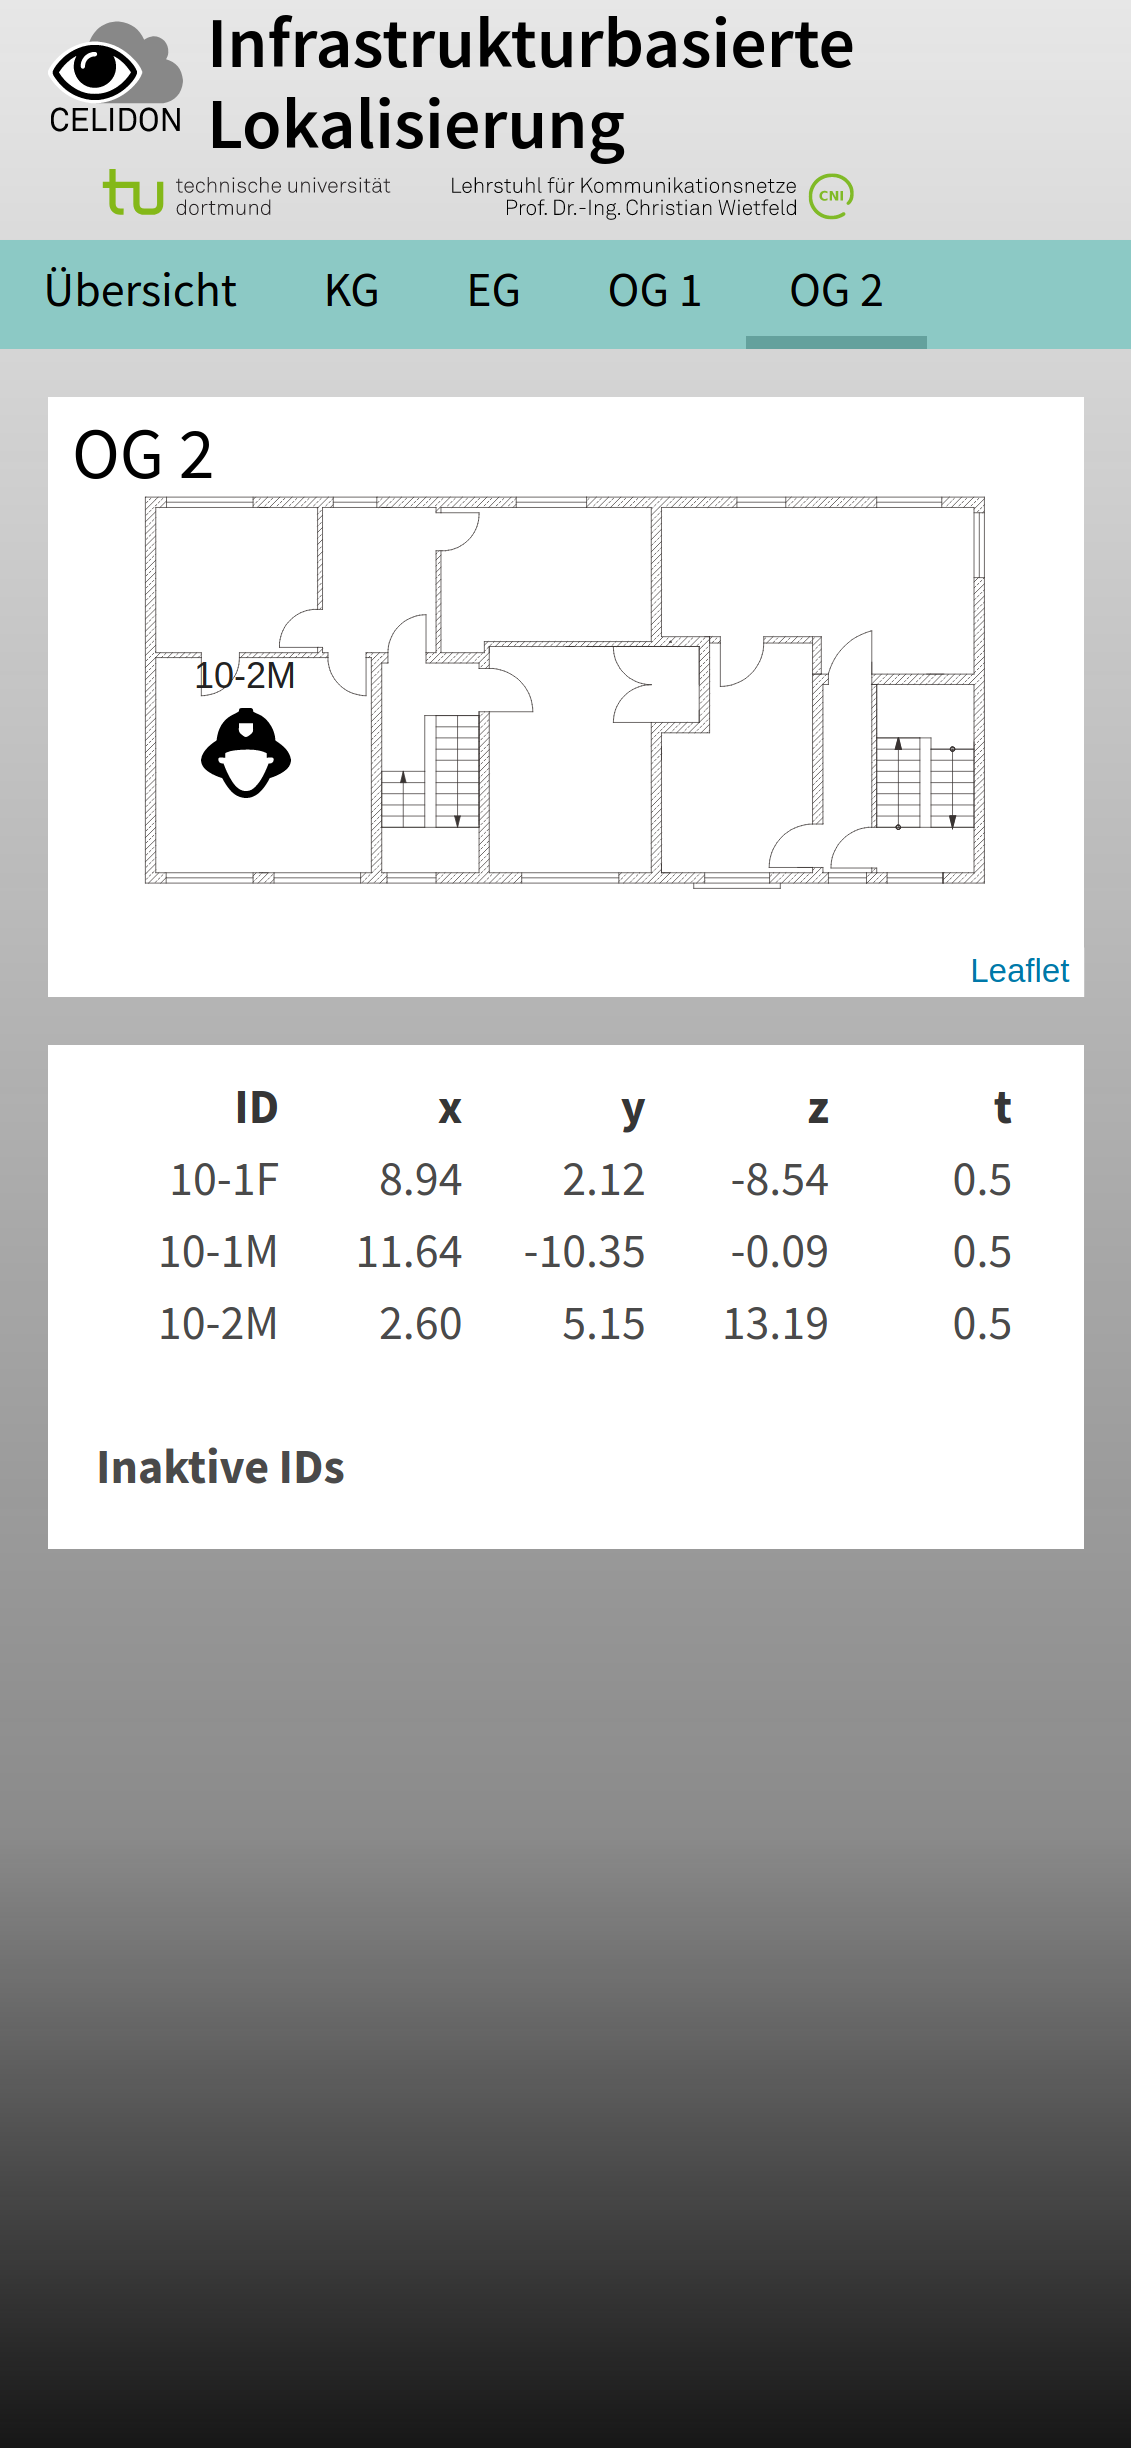 Infrastrukturbasierte
Lokalisierung
CELIDON
tu technische universität
dortmund
Lehrstuhl für Kommunikationsnetze
Prof. Dr.-Ing. Christian Wietfeld
CNI
Übersicht KG EG OG 1 OG 2
OG 2
10-2M
Leaflet
ID x y z t
10-1F 8.94 2.12 -8.54 0.5
10-1M 11.64 -10.35 -0.09 0.5
10-2M 2.60 5.15 13.19 0.5
Inaktive IDs